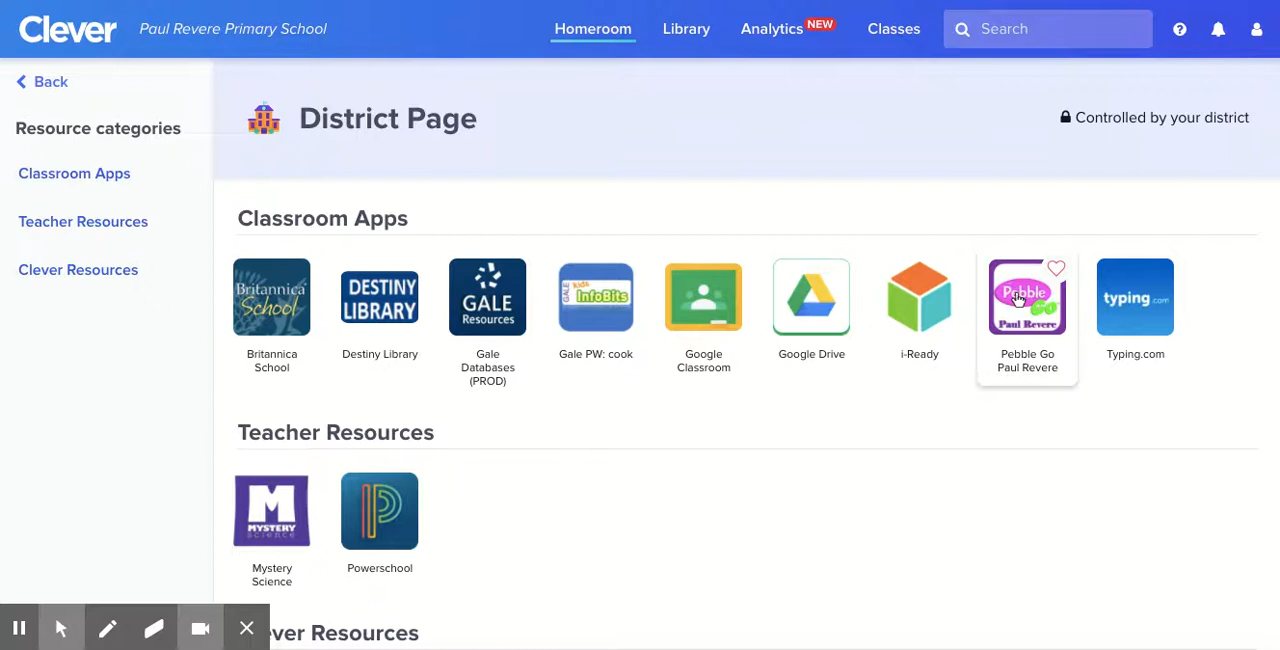 Clever
Paul Revere Primary School
Homeroom
Library
Analytics NEW
Classes
Search
Back
Resource categories
Classroom Apps
Teacher Resources
Clever Resources
District Page
Controlled by your district
Classroom Apps
Britannica
School
DESTINY
LIBRARY
GALE
Resources
GALE Kids
InfoBits
Pebble
Go
Paul Revere
typing.com
Britannica
School
Destiny Library
Gale
Databases
(PROD)
Gale PW: cook
Google
Classroom
Google Drive
i-Ready
Pebble Go
Paul Revere
Typing.com
Teacher Resources
M
MYSTERY
science
P
Mystery
Science
Powerschool
ever Resources